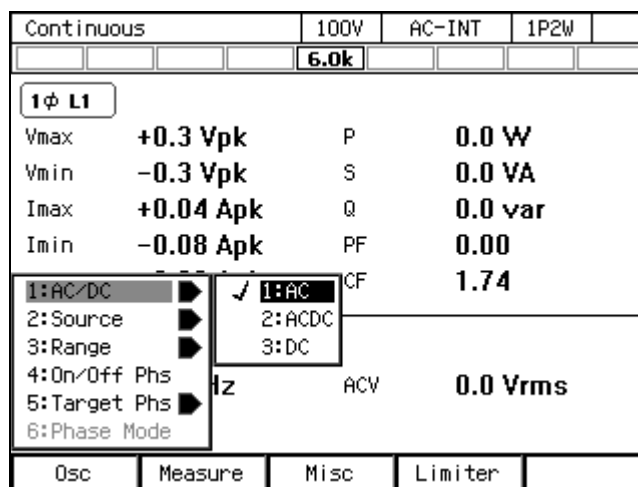 Continuous 100V AC-INT 1P2W
6.0k
1φ L1
Vmax +0.3 Vpk P 0.0 W
Vmin -0.3 Vpk S 0.0 VA
Imax +0.04 Apk Q 0.0 var
Imin -0.08 Apk PF 0.00
CF 1.74
1:AC/DC ✓ 1:AC
2:Source 2:ACDC
3:Range 3:DC
4:On/Off Phs
Hz ACV 0.0 Vrms
5:Target Phs
6:Phase Mode
Osc Measure Misc Limiter